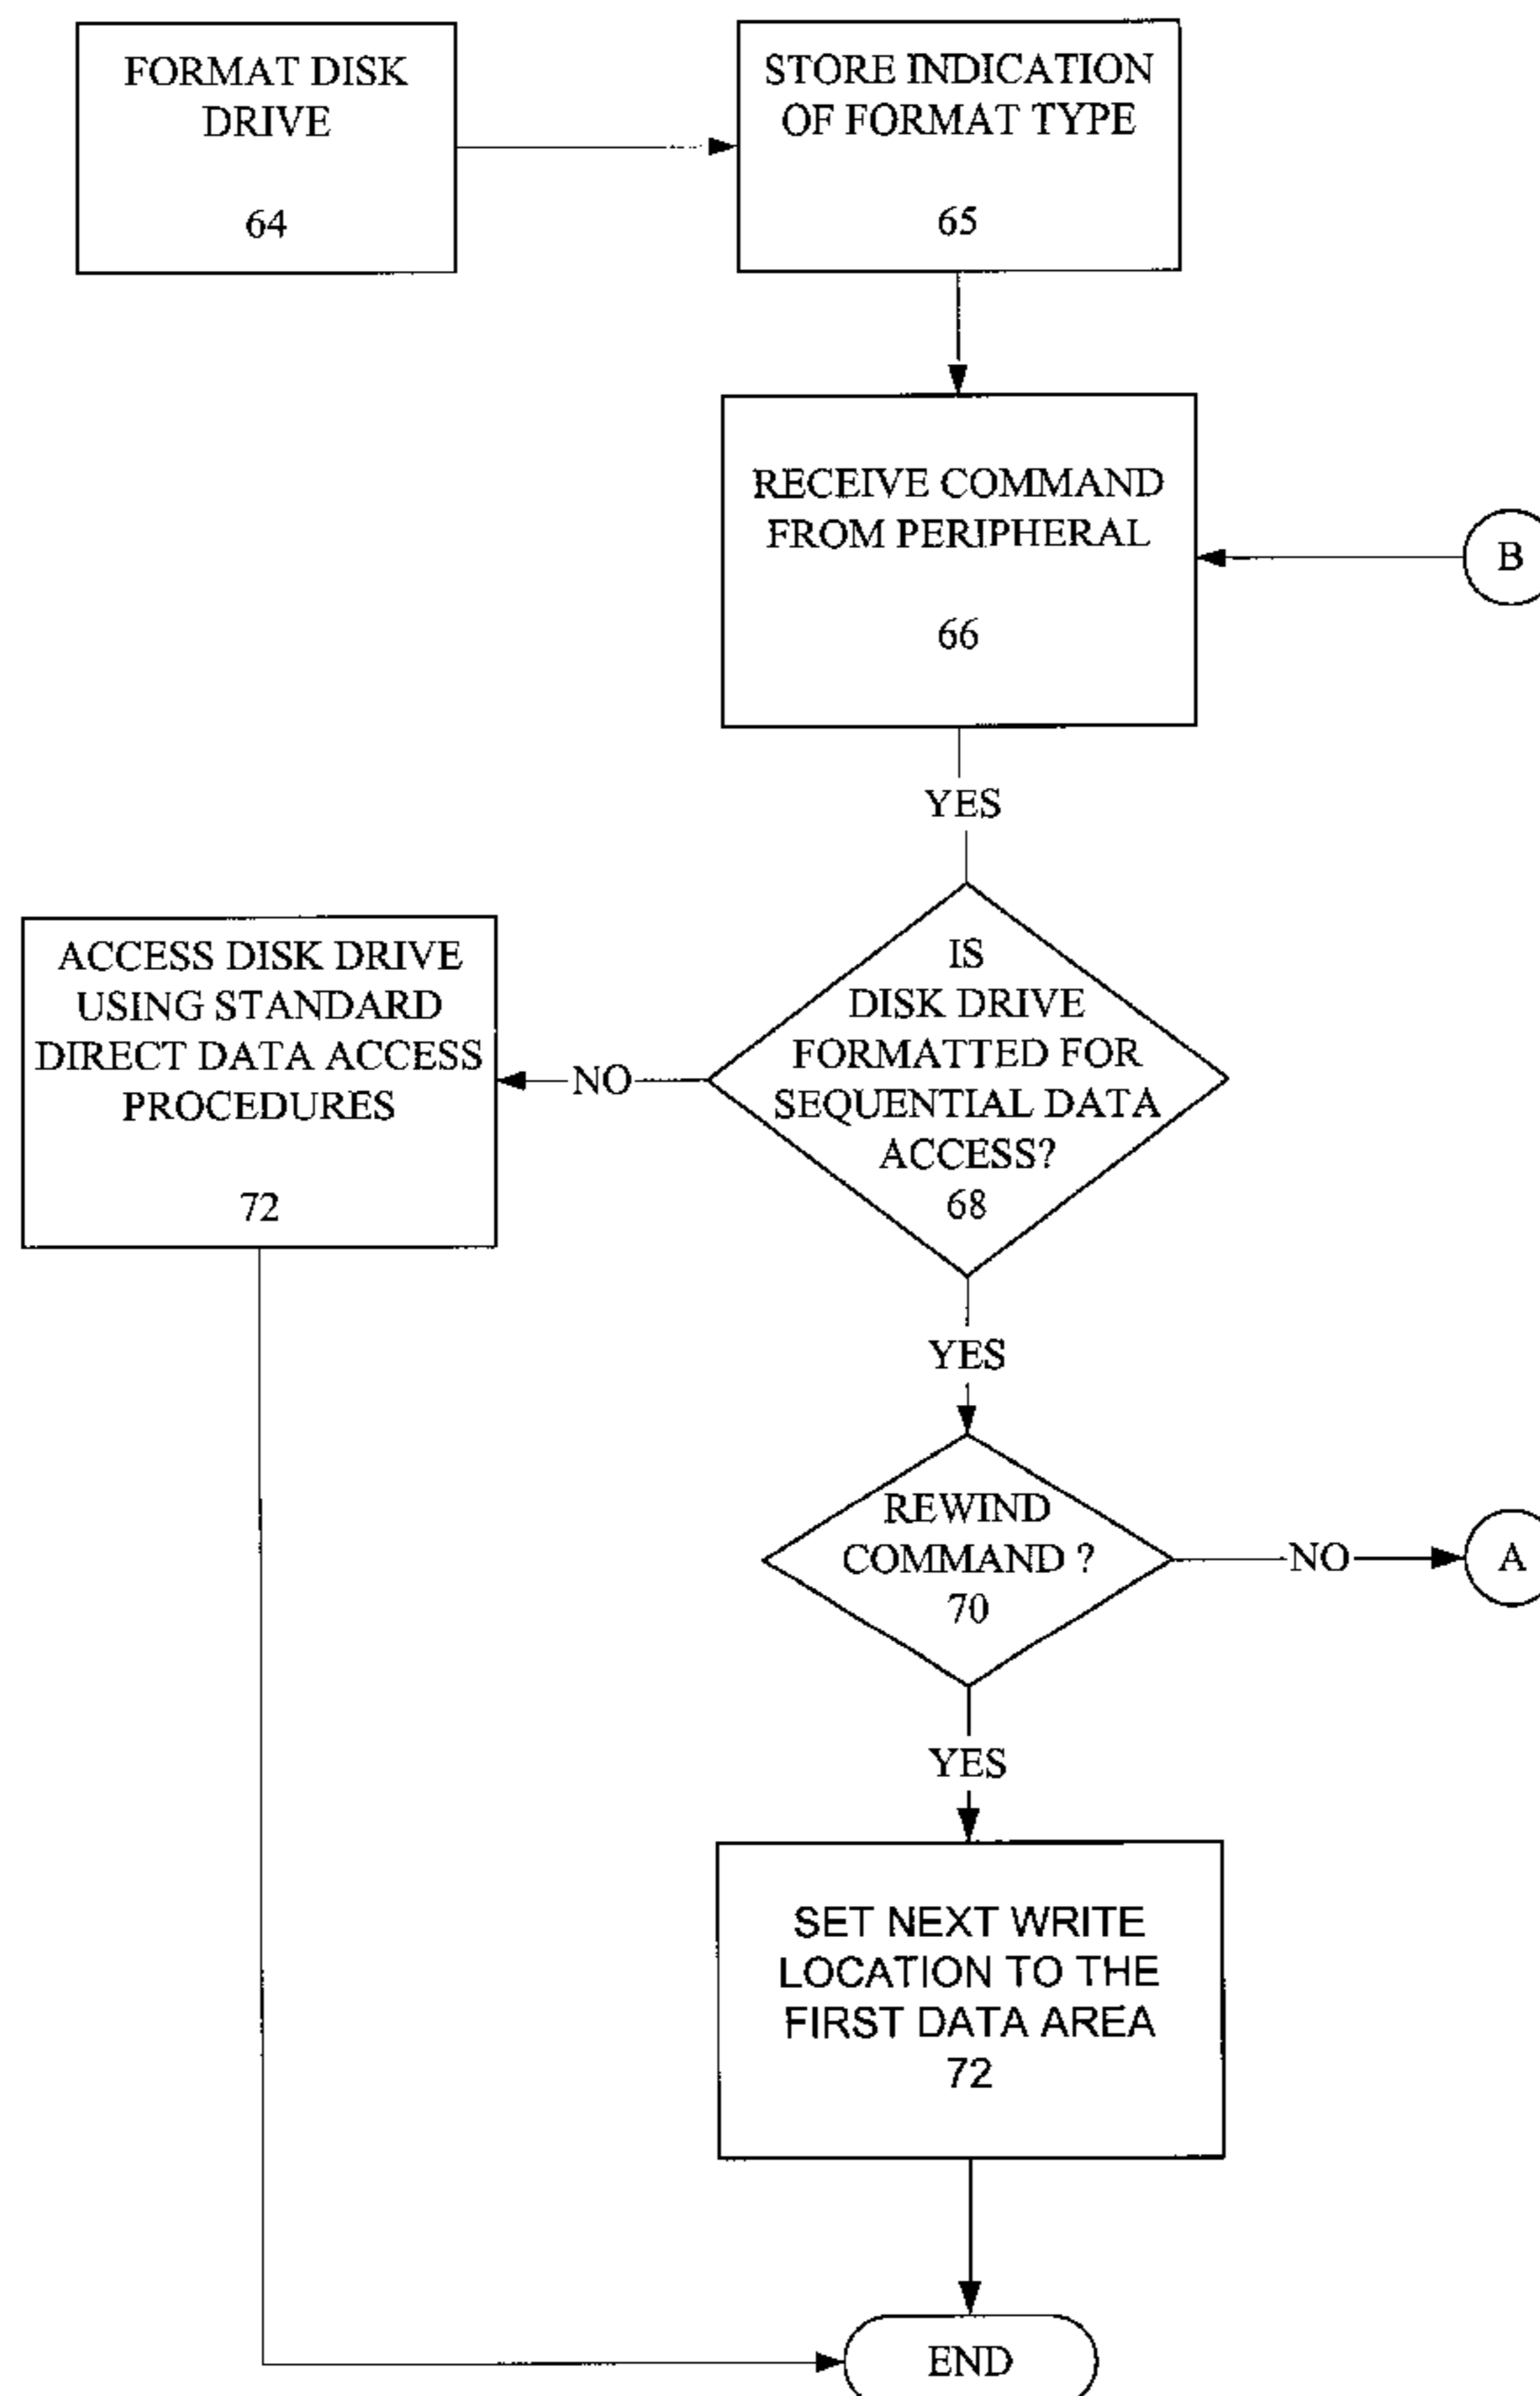 FORMAT DISK
DRIVE
64
STORE INDICATION
OF FORMAT TYPE
65
RECEIVE COMMAND
FROM PERIPHERAL
66
B
YES
IS
DISK DRIVE
FORMATTED FOR
SEQUENTIAL DATA
ACCESS?
68
NO
ACCESS DISK DRIVE
USING STANDARD
DIRECT DATA ACCESS
PROCEDURES
72
YES
REWIND
COMMAND ?
70
NO
A
YES
SET NEXT WRITE
LOCATION TO THE
FIRST DATA AREA
72
END